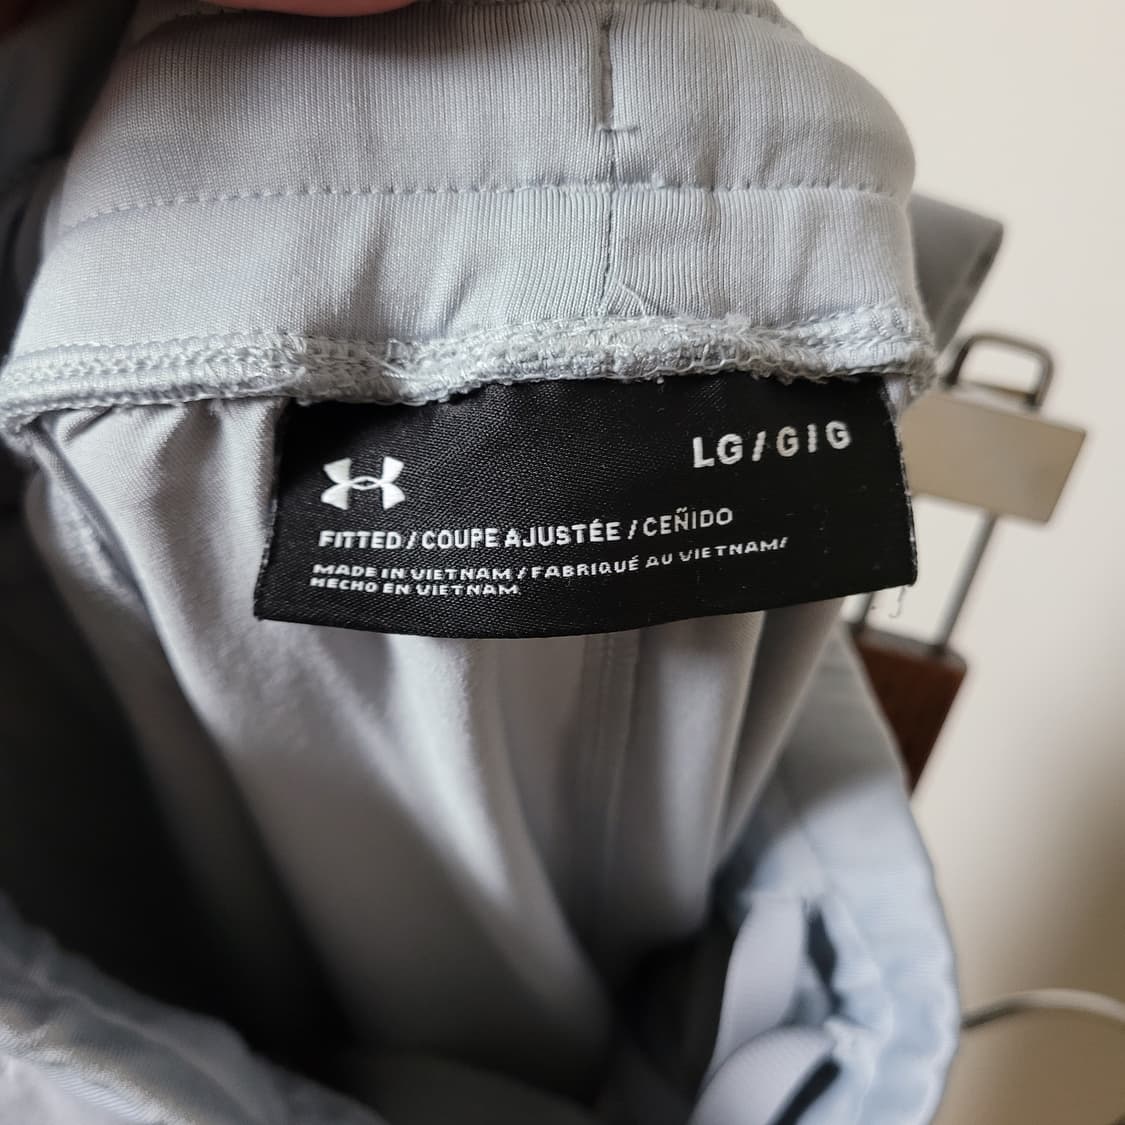 LG/GIG
FITTED/COUPE AJUSTÉE/CEÑIDO
MADE IN VIETNAM/FABRIQUÉ AU VIETNAM/
HECHO EN VIETNAM